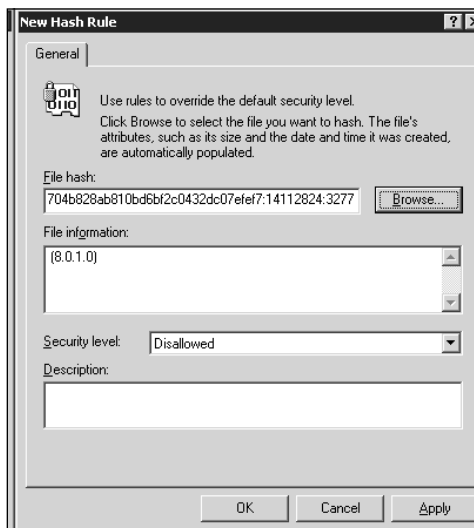 New Hash Rule
General
Use rules to override the default security level.
Click Browse to select the file you want to hash. The file's
attributes, such as its size and the date and time it was created,
are automatically populated.
File hash:
704b828ab810bd6bf2c0432dc07efef7:14112824:3277
Browse...
File information:
(8.0.1.0)
Security level:
Disallowed
Description:
OK
Cancel
Apply